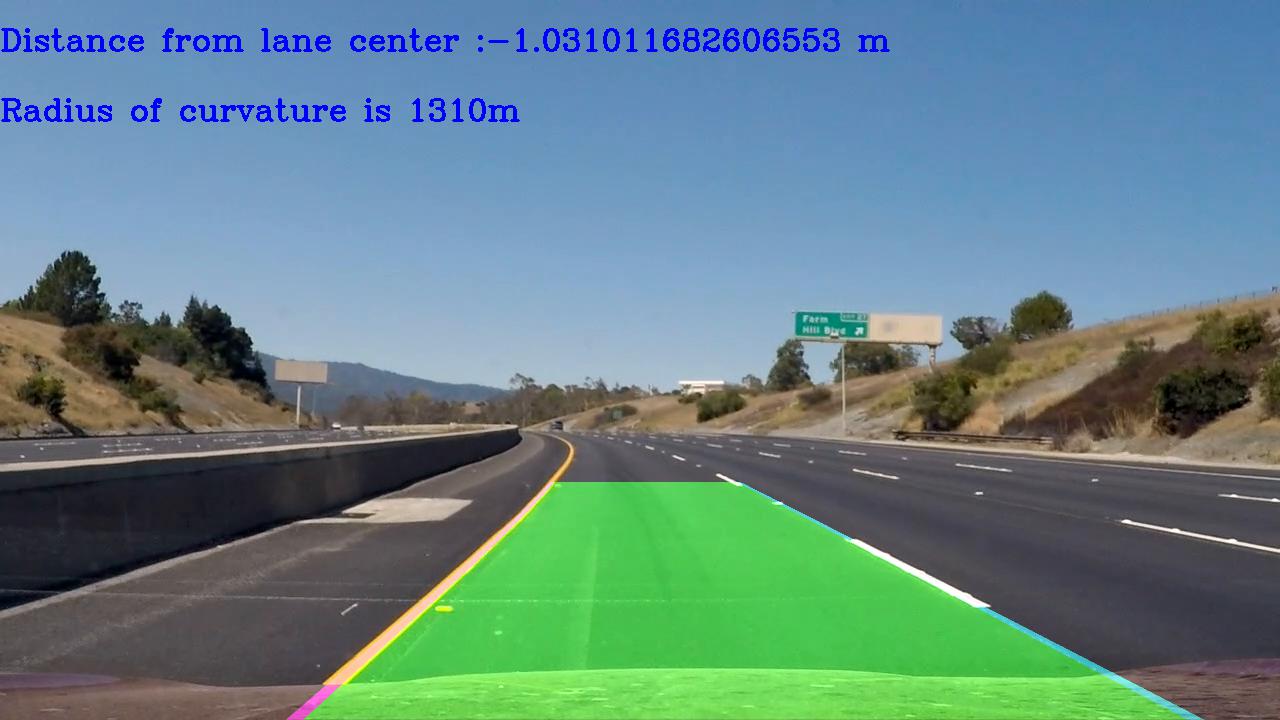 Distance from lane center :-1.031011682606553 m
Radius of curvature is 1310m
Farm
Hill Blvd